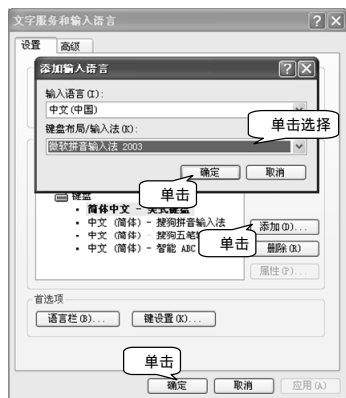 文字服务和输入语言
设置 高级
添加输入语言
输入语言(I):
中文(中国)
单击选择
键盘布局/输入法(K):
微软拼音输入法 2003
确定 取消
单击
键盘
简体中文 - 美式键盘
中文 (简体) - 搜狗拼音输入法
中文 (简体) - 搜狗五笔
中文 (简体) - 智能 ABC
添加(D)...
单击
删除(R)
属性(P)...
首选项
语言栏(B)... 键设置(K)...
单击
确定 取消 应用(A)